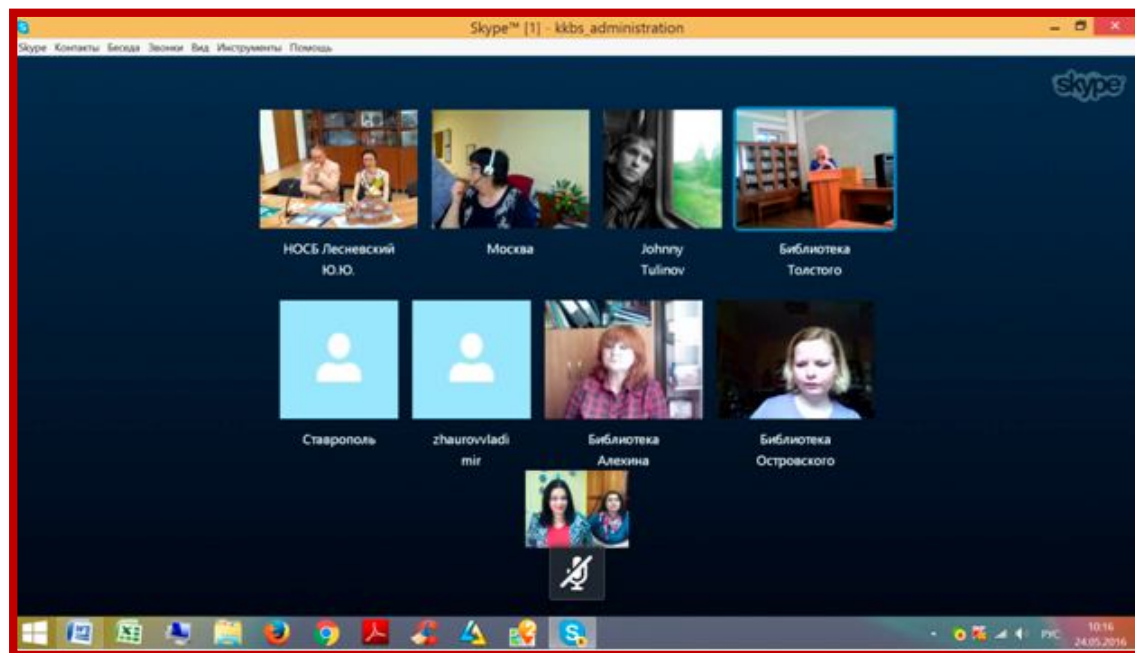 Skype™ [1] - kkbs_administration
Skype Контакты Беседа Звонки Вид Инструменты Помощь
skype
НОСБ Лесневский
Ю.Ю.
Москва
Johnny
Tulinov
Библиотека
Толстого
Ставрополь
zhaurovvladi
mir
Библиотека
Алехина
Библиотека
Островского
РУС
10:16
24.05.2016